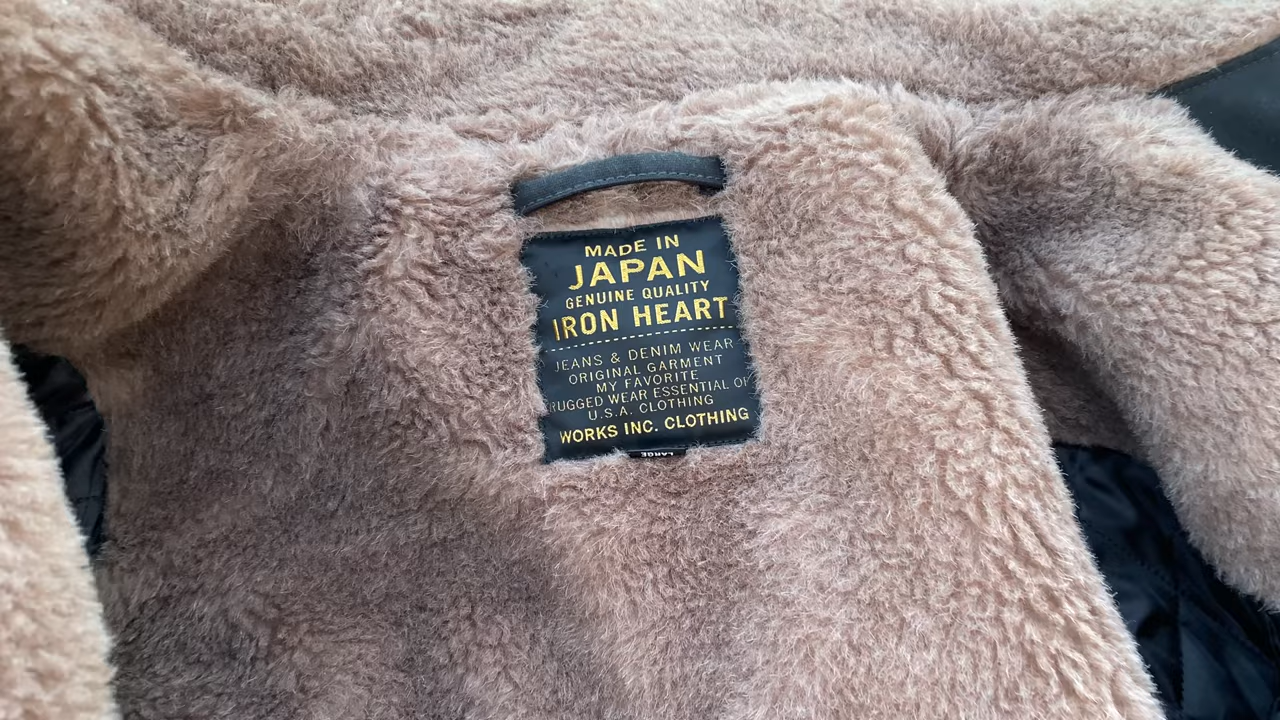 MADE IN
JAPAN
GENUINE QUALITY
IRON HEART
JEANS & DENIM WEAR
ORIGINAL GARMENT
MY FAVORITE
RUGGED WEAR ESSENTIAL OF
U.S.A. CLOTHING
WORKS INC. CLOTHING
LARGE